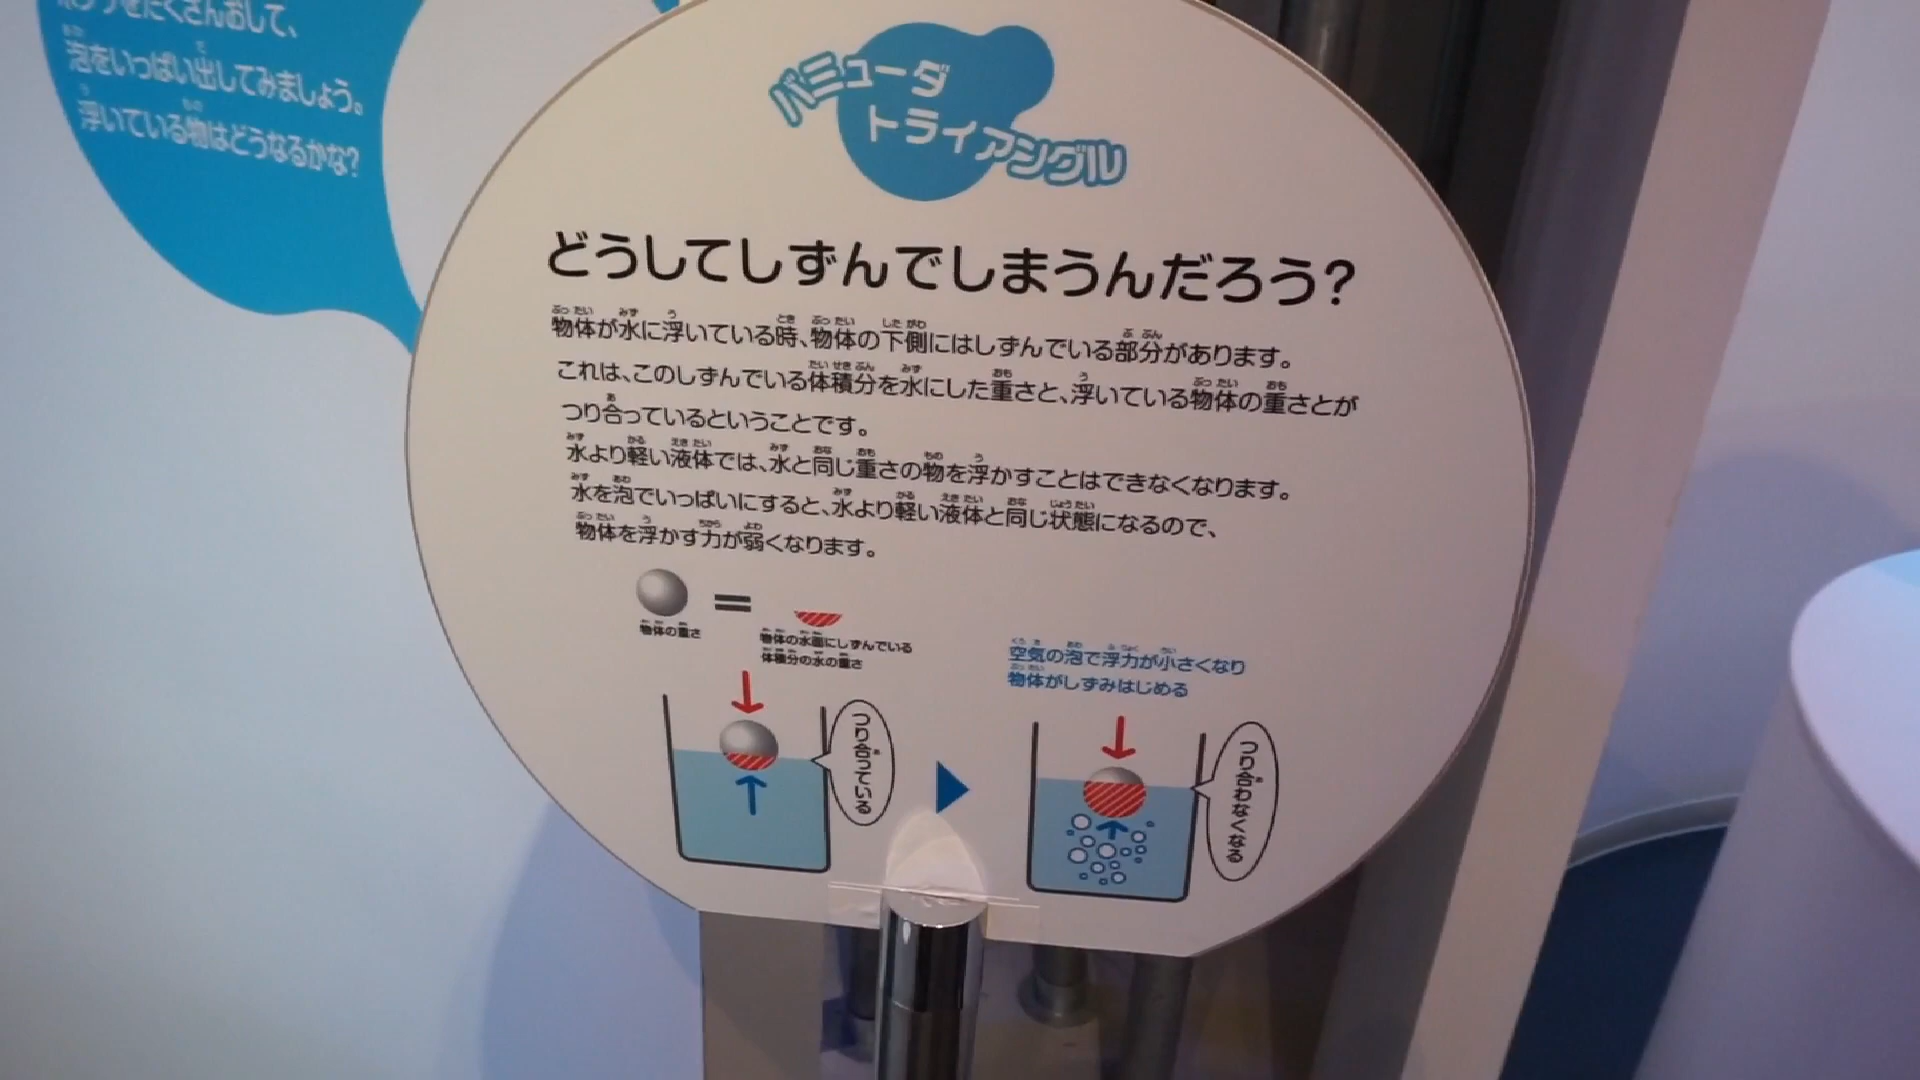 をたくさんおして、
泡をいっぱい出してみましょう。
浮いている物はどうなるかな?
バミューダ
トライアングル
どうしてしずんでしまうんだろう?
物体が水に浮いている時、物体の下側にはしずんでいる部分があります。
これは、このしずんでいる体積分を水にした重さと、浮いている物体の重さとが
つり合っているということです。
水より軽い液体では、水と同じ重さの物を浮かすことはできなくなります。
水を泡でいっぱいにすると、水より軽い液体と同じ状態になるので、
物体を浮かす力が弱くなります。
=
物体の重さ
物体の水面にしずんでいる
体積分の水の重さ
空気の泡で浮力が小さくなり
物体がしずみはじめる
つり合っている
つり合わなくなる